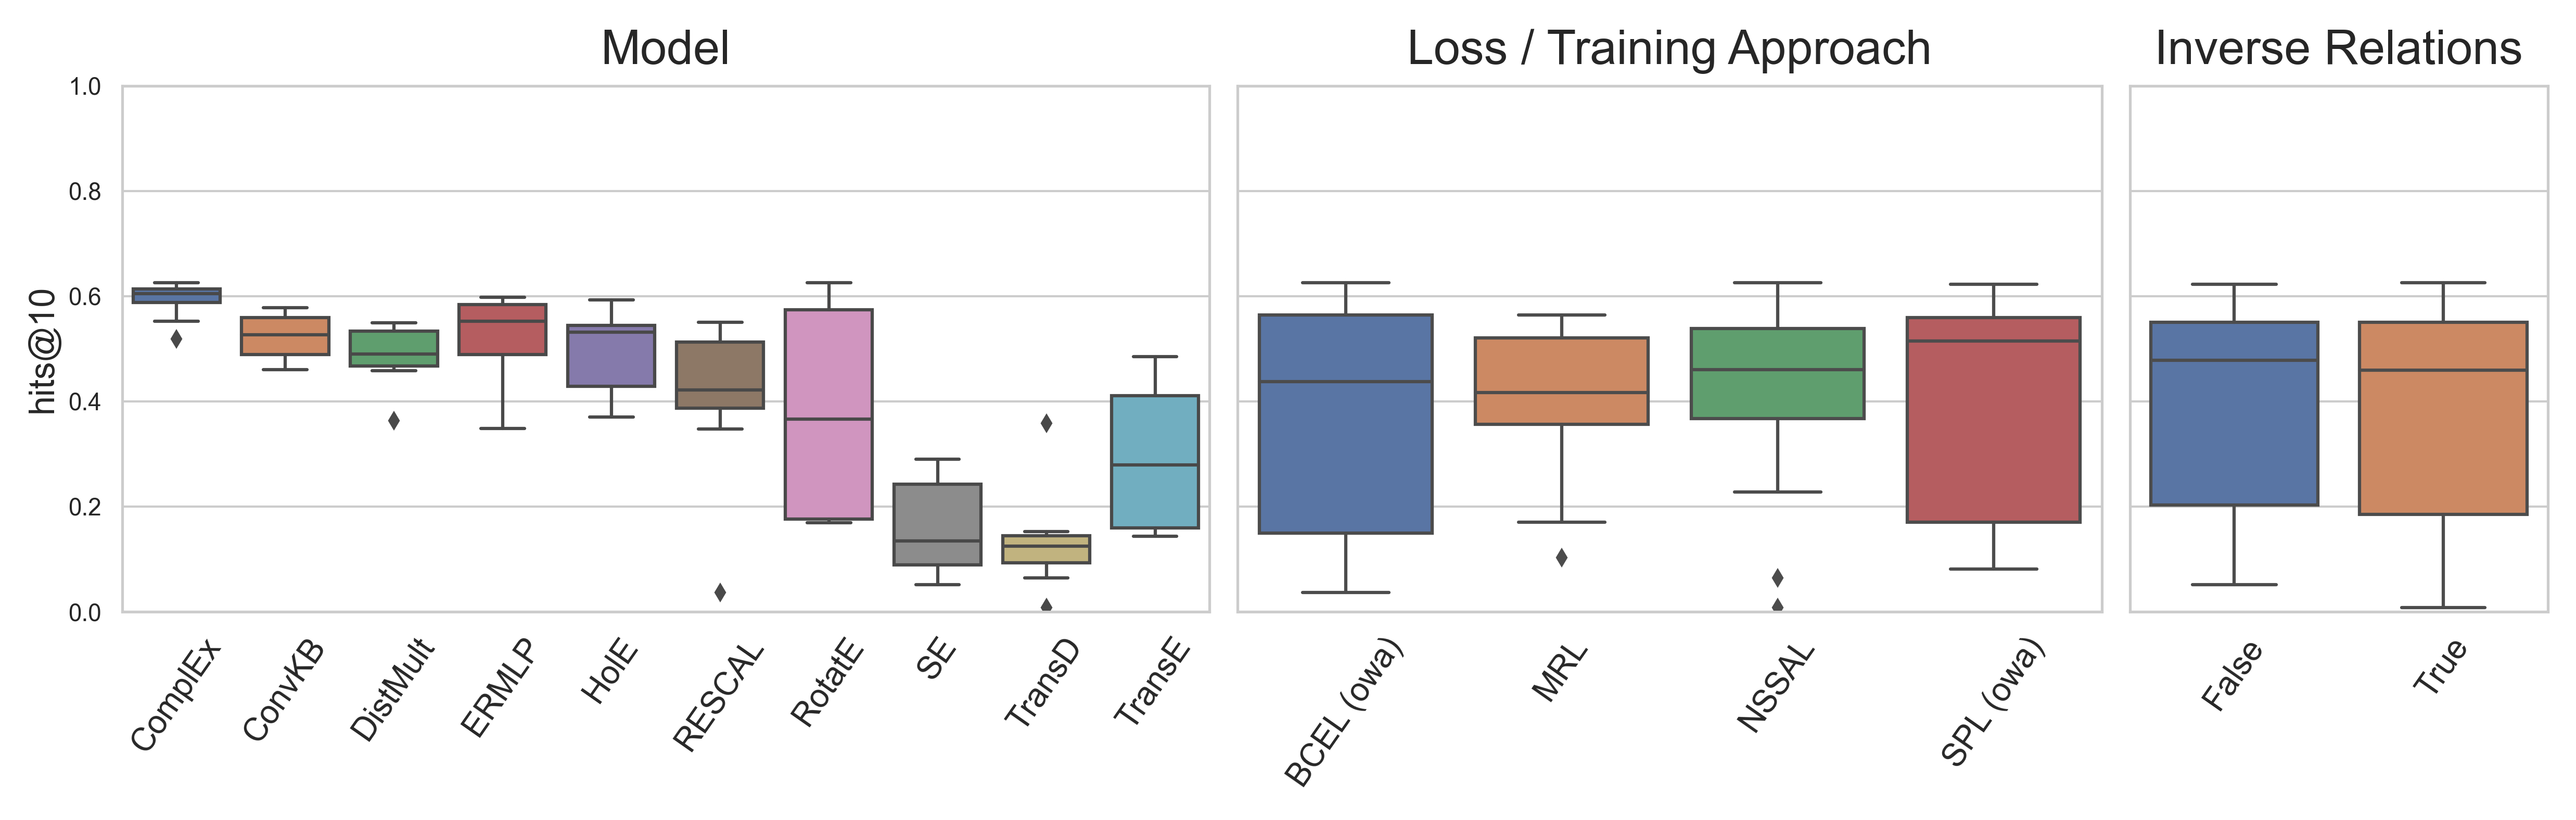 Model
Loss / Training Approach
Inverse Relations
hits@10
1.0
0.8
0.6
0.4
0.2
0.0
ComplEx
ConvKB
DistMult
ERMLP
HolE
RESCAL
RotatE
SE
TransD
TransE
BCEL (owa)
MRL
NSSAL
SPL (owa)
False
True